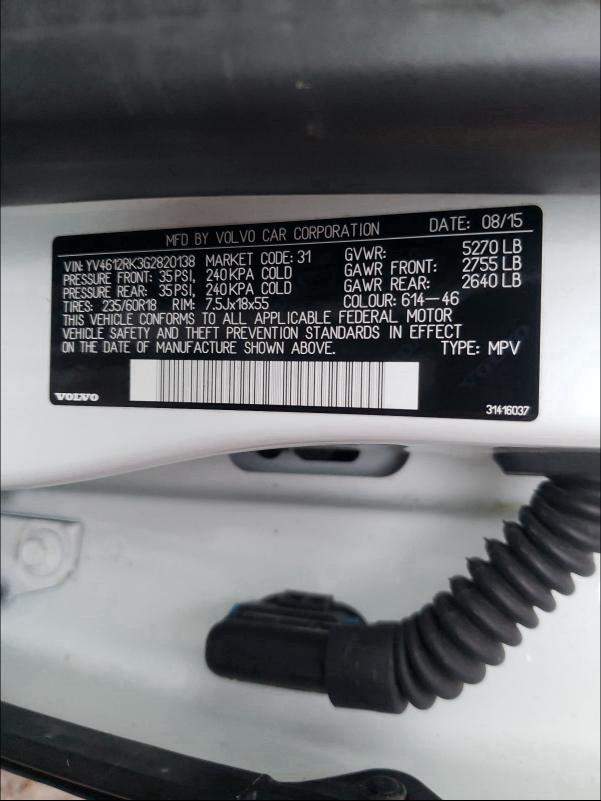 MFD BY VOLVO CAR CORPORATION DATE: 08/15
VIN: YV4612RK3G2820138 MARKET CODE: 31 GVWR: 5270 LB
PRESSURE FRONT: 35 PSI, 240 KPA COLD GAWR FRONT: 2755 LB
PRESSURE REAR: 35 PSI, 240 KPA COLD GAWR REAR: 2640 LB
TIRES: 235/60R18 RIM: 7.5Jx18x55 COLOUR: 614-46
THIS VEHICLE CONFORMS TO ALL APPLICABLE FEDERAL MOTOR
VEHICLE SAFETY AND THEFT PREVENTION STANDARDS IN EFFECT
ON THE DATE OF MANUFACTURE SHOWN ABOVE. TYPE: MPV
VOLVO 31416037